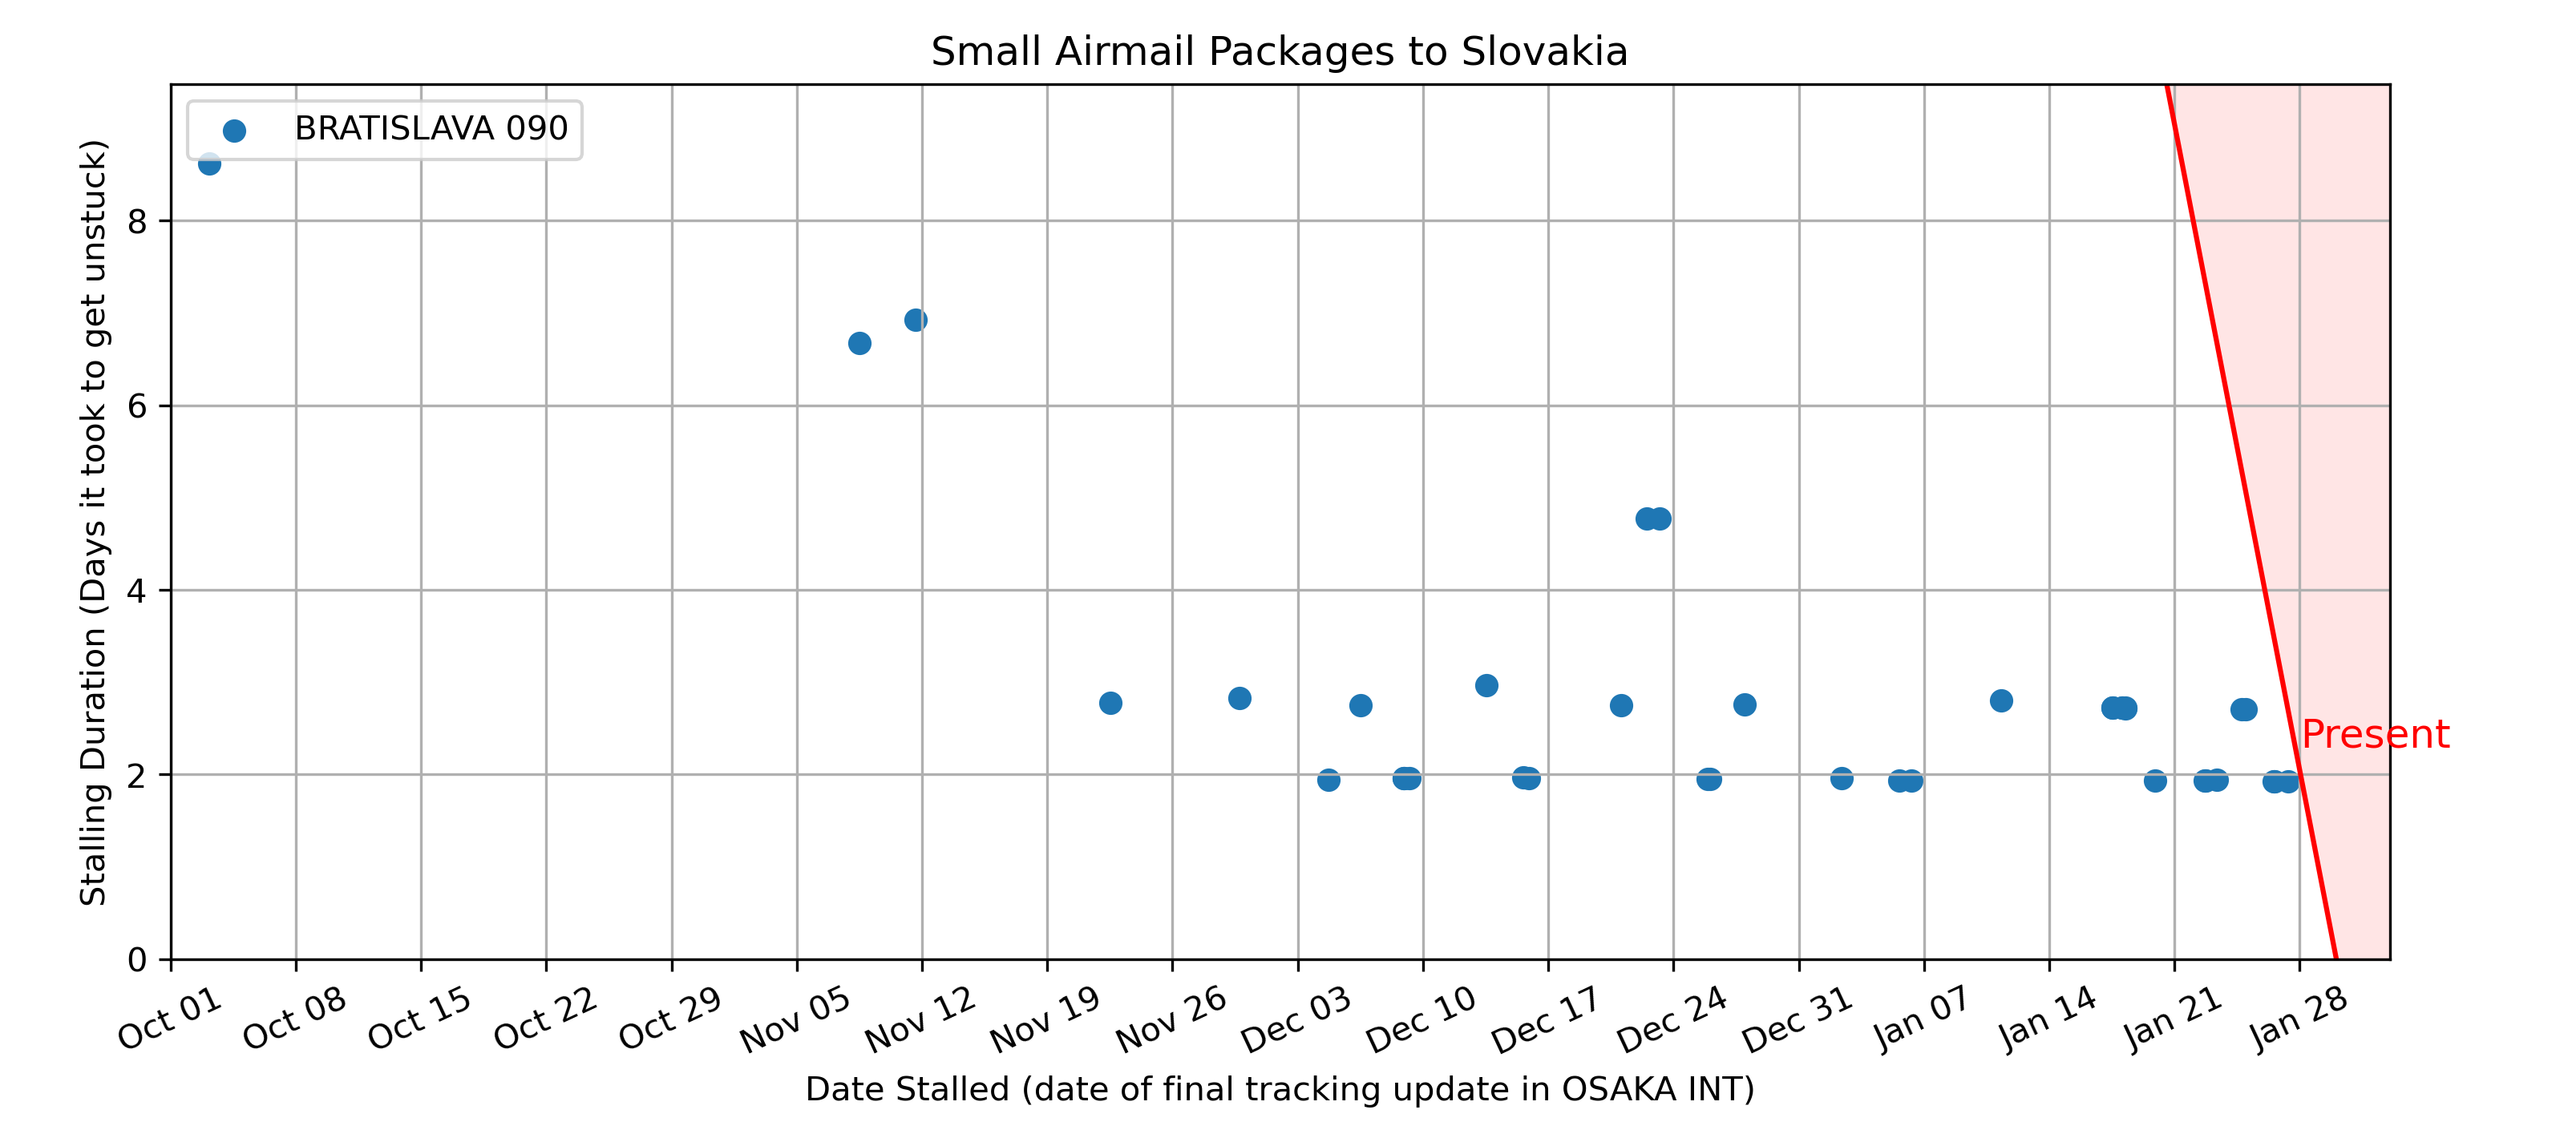 Small Airmail Packages to Slovakia
BRATISLAVA 090
Stalling Duration (Days it took to get unstuck)
8
6
4
2
0
Present
Oct 01
Oct 08
Oct 15
Oct 22
Oct 29
Nov 05
Nov 12
Nov 19
Nov 26
Dec 03
Dec 10
Dec 17
Dec 24
Dec 31
Jan 07
Jan 14
Jan 21
Jan 28
Date Stalled (date of final tracking update in OSAKA INT)